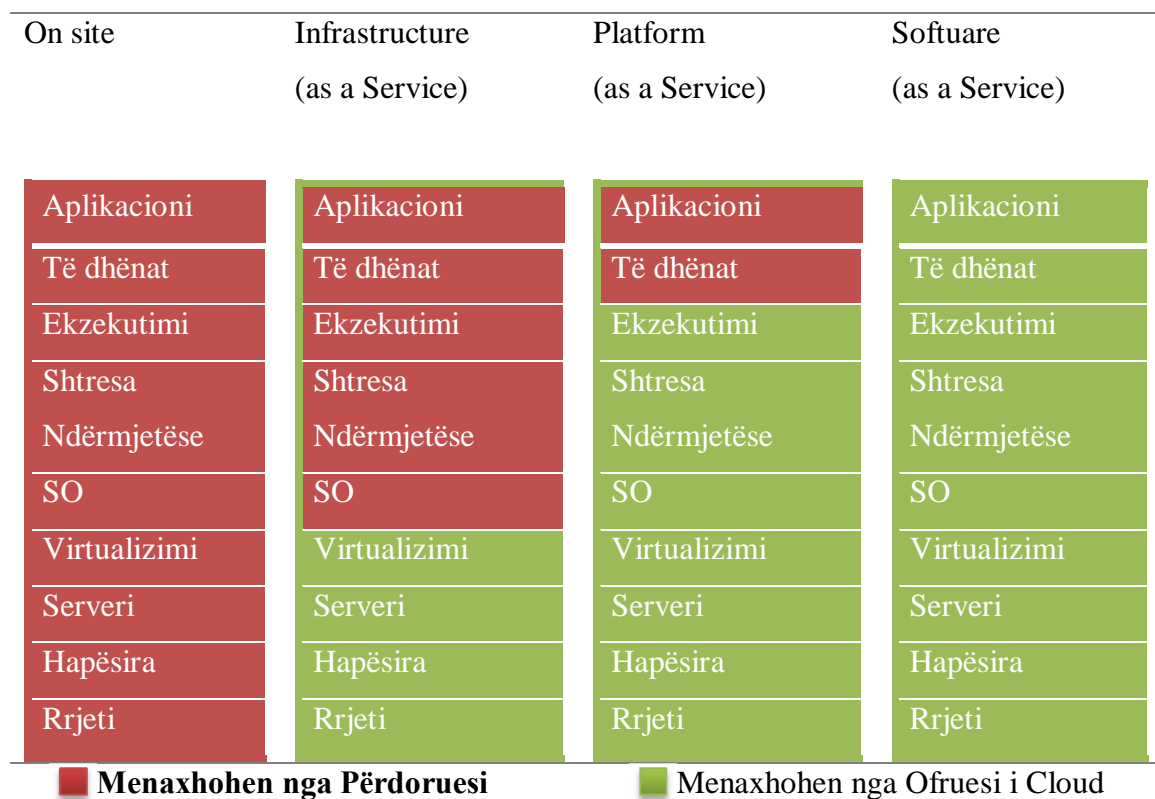 On site Infrastructure Platform Softuare
(as a Service) (as a Service) (as a Service)
Aplikacioni Aplikacioni Aplikacioni Aplikacioni
Të dhënat Të dhënat Të dhënat Të dhënat
Ekzekutimi Ekzekutimi Ekzekutimi Ekzekutimi
Shtresa Shtresa Shtresa Shtresa
Ndërmjetëse Ndërmjetëse Ndërmjetëse Ndërmjetëse
SO SO SO SO
Virtualizimi Virtualizimi Virtualizimi Virtualizimi
Serveri Serveri Serveri Serveri
Hapësira Hapësira Hapësira Hapësira
Rrjeti Rrjeti Rrjeti Rrjeti
Menaxhohen nga Përdoruesi Menaxhohen nga Ofruesi i Cloud